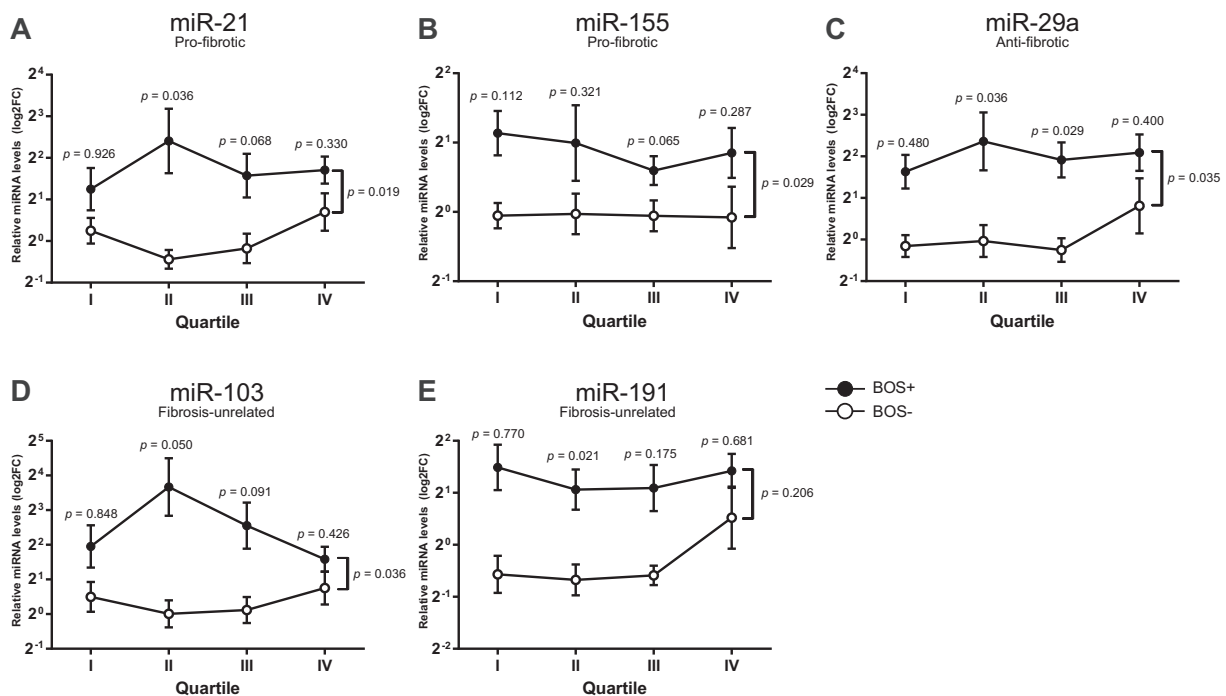 A
miR-21
Pro-fibrotic
Relative miRNA levels (log2FC)
2⁴
2³
2²
2¹
2⁰
2⁻¹
p = 0.926
p = 0.036
p = 0.068
p = 0.330
p = 0.019
I II III IV
Quartile
B
miR-155
Pro-fibrotic
Relative miRNA levels (log2FC)
2²
2¹
2⁰
2⁻¹
p = 0.112
p = 0.321
p = 0.065
p = 0.287
p = 0.029
I II III IV
Quartile
C
miR-29a
Anti-fibrotic
Relative miRNA levels (log2FC)
2⁴
2³
2²
2¹
2⁰
2⁻¹
p = 0.480
p = 0.036
p = 0.029
p = 0.400
p = 0.035
I II III IV
Quartile
D
miR-103
Fibrosis-unrelated
Relative miRNA levels (log2FC)
2⁵
2⁴
2³
2²
2¹
2⁰
2⁻¹
p = 0.848
p = 0.050
p = 0.091
p = 0.426
p = 0.036
I II III IV
Quartile
E
miR-191
Fibrosis-unrelated
Relative miRNA levels (log2FC)
2²
2¹
2⁰
2⁻¹
2⁻²
p = 0.770
p = 0.021
p = 0.175
p = 0.681
p = 0.206
I II III IV
Quartile
BOS+
BOS-